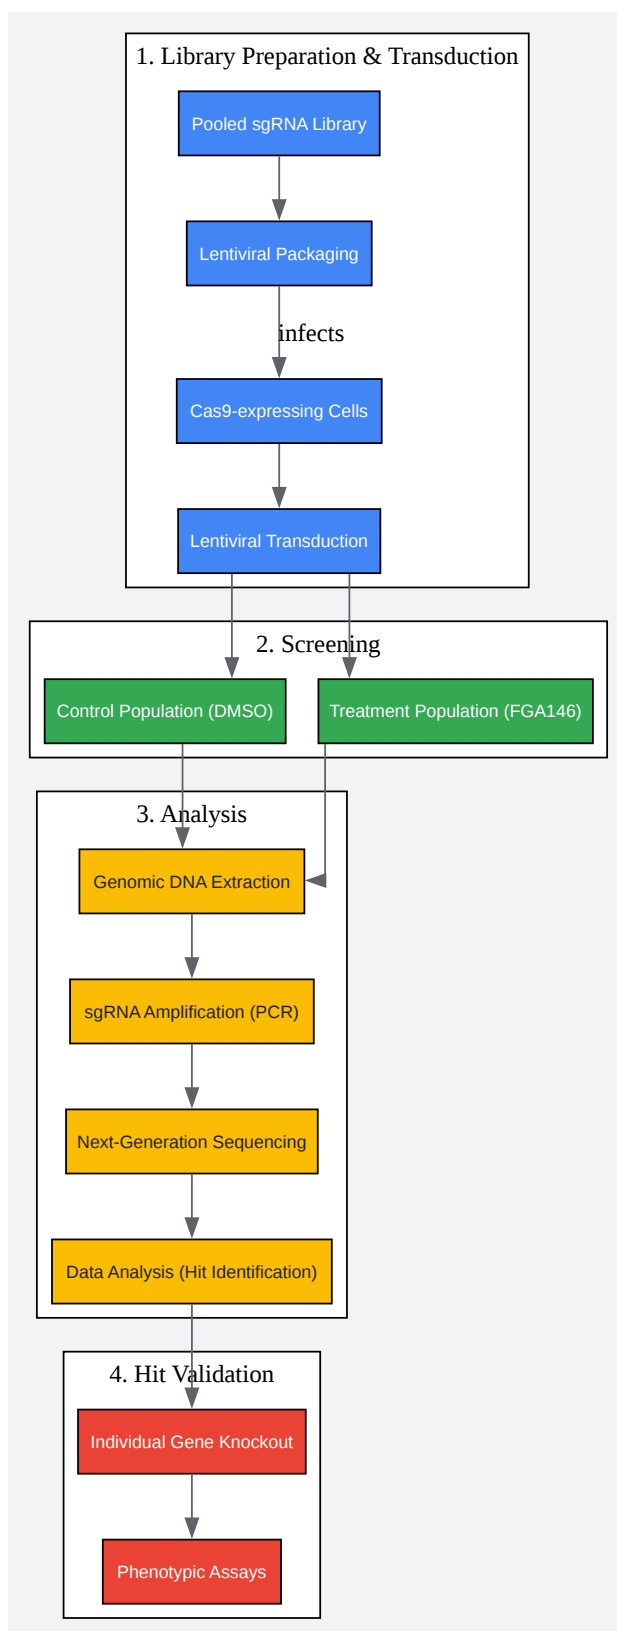 1. Library Preparation & Transduction
Pooled sgRNA Library
Lentiviral Packaging
infects
Cas9-expressing Cells
Lentiviral Transduction
2. Screening
Control Population (DMSO)
Treatment Population (FGA146)
3. Analysis
Genomic DNA Extraction
sgRNA Amplification (PCR)
Next-Generation Sequencing
Data Analysis (Hit Identification)
4. Hit Validation
Individual Gene Knockout
Phenotypic Assays